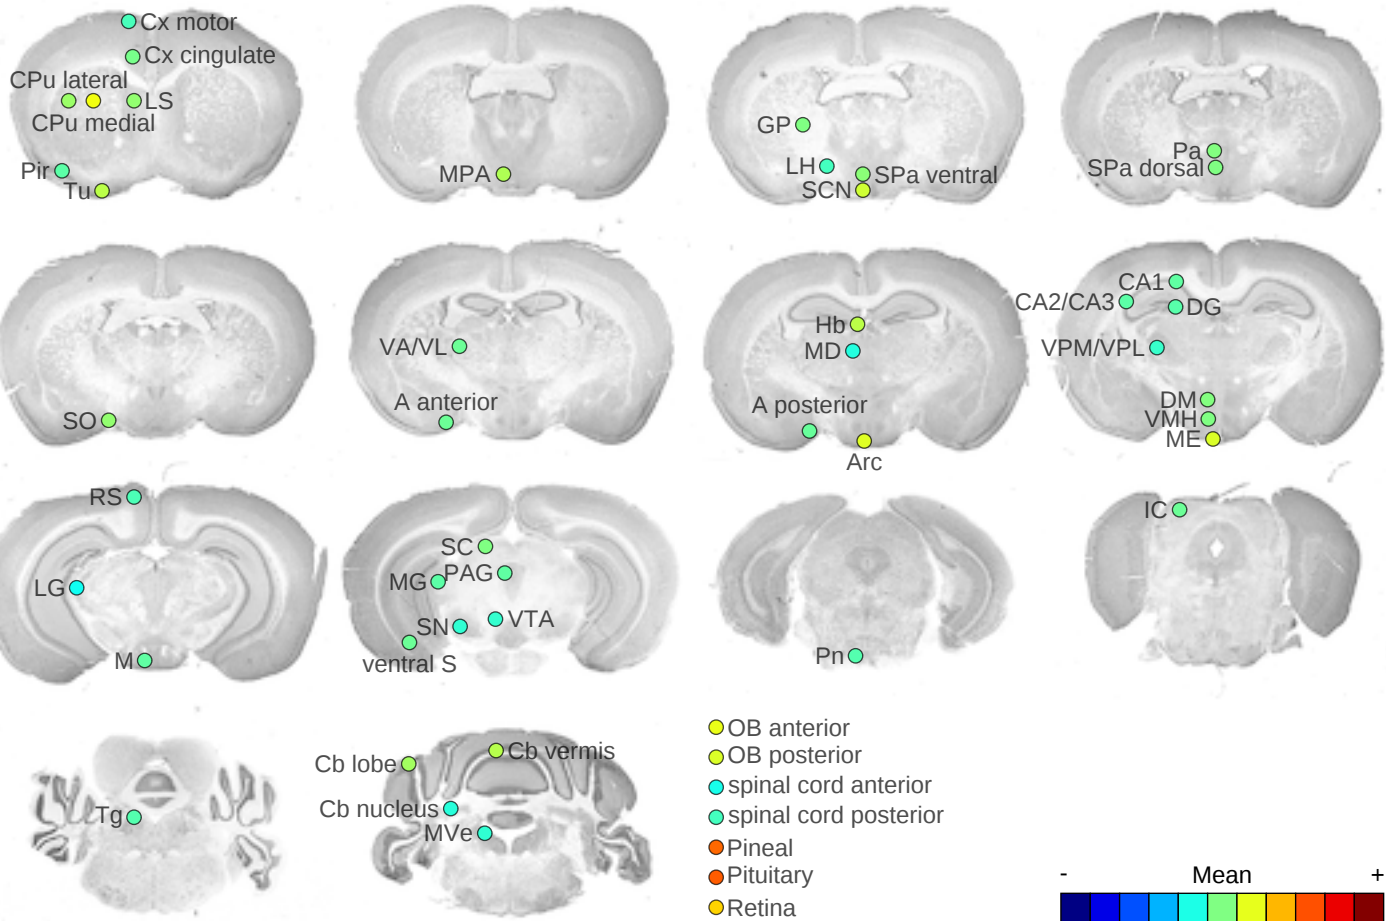 Cx motor
Cx cingulate
CPu lateral
LS
CPu medial
Pir
Tu
MPA
GP
LH
SPa ventral
SCN
Pa
SPa dorsal
SO
VA/VL
A anterior
Hb
MD
A posterior
Arc
CA1
CA2/CA3
DG
VPM/VPL
DM
VMH
ME
RS
LG
M
SC
MG
PAG
SN
VTA
ventral S
Pn
IC
Tg
Cb lobe
Cb vermis
Cb nucleus
MVe
OB anterior
OB posterior
spinal cord anterior
spinal cord posterior
Pineal
Pituitary
Retina
- Mean +